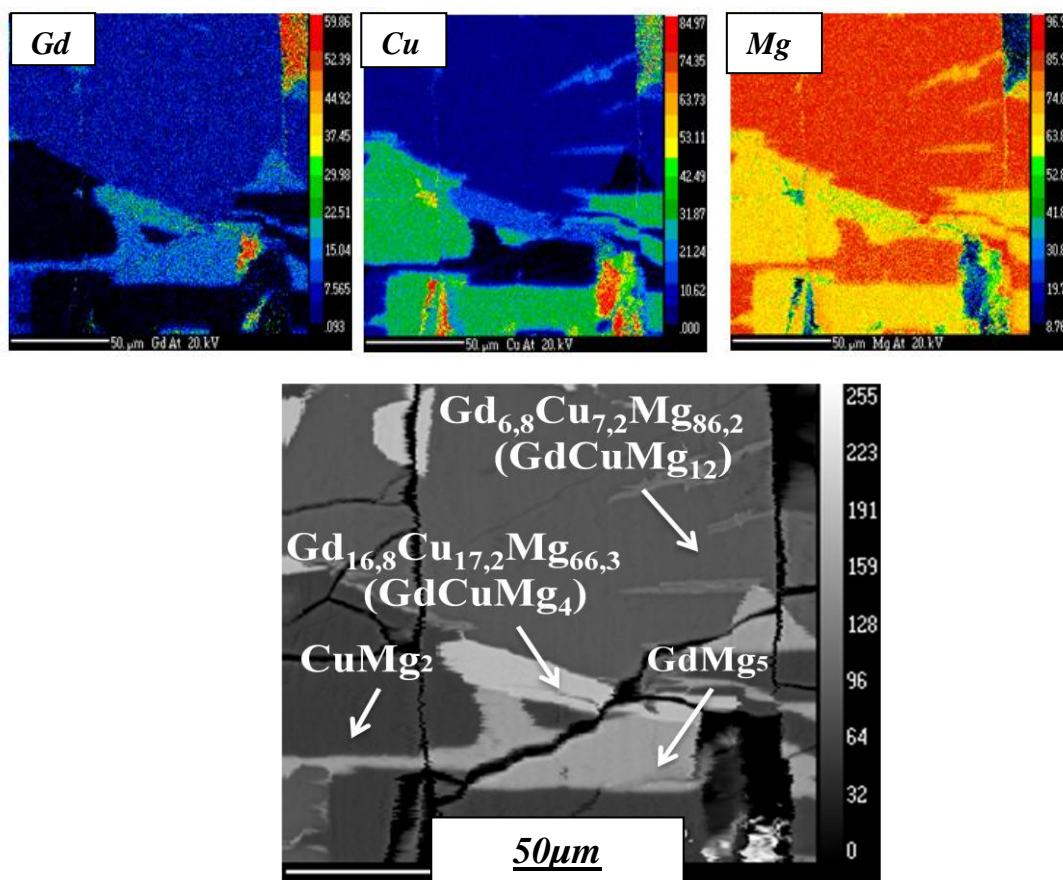 Gd
59.86
52.39
44.92
37.45
29.98
22.51
15.04
7.565
.093
50. µm Gd At 20. kV
Cu
84.97
74.35
63.73
53.11
42.49
31.87
21.24
10.62
.000
50. µm Cu At 20. kV
Mg
50. µm Mg At 20. kV
Gd₆,₈Cu₇,₂Mg₈₆,₂
(GdCuMg₁₂)
Gd₁₆,₈Cu₁₇,₂Mg₆₆,₃
(GdCuMg₄)
CuMg₂
GdMg₅
255
223
191
159
128
96
64
32
0
50µm